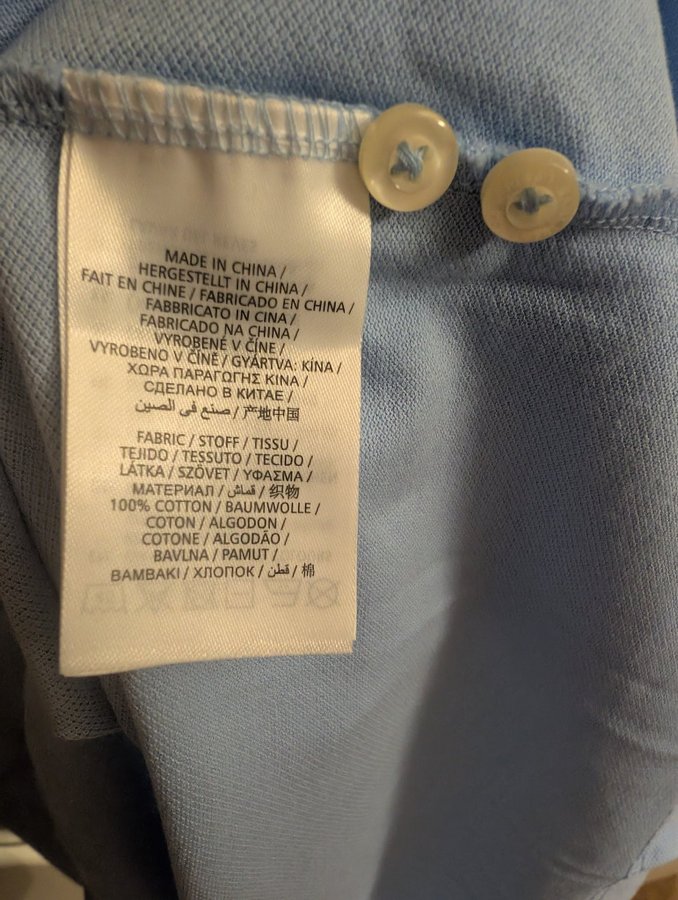 MADE IN CHINA /
HERGESTELLT IN CHINA /
FAIT EN CHINE / FABRICADO EN CHINA /
FABBRICATO IN CINA /
FABRICADO NA CHINA /
VYROBENÉ V ČÍNE /
VYROBENO V ČÍNĚ / GYÁRTVA: KÍNA /
ΧΩΡΑ ΠΑΡΑΓΩΓΗΣ ΚΙΝΑ /
СДЕЛАНО В КИТАЕ /
صنع في الصين / 产地中国
FABRIC / STOFF / TISSU /
TEJIDO / TESSUTO / TECIDO /
LÁTKA / SZÖVET / ΥΦΑΣΜΑ /
МАТЕРИАЛ / قماش / 织物
100% COTTON / BAUMWOLLE /
COTON / ALGODON /
COTONE / ALGODÃO /
BAVLNA / PAMUT /
ΒΑΜΒΑΚΙ / ХЛОПОК / قطن / 棉